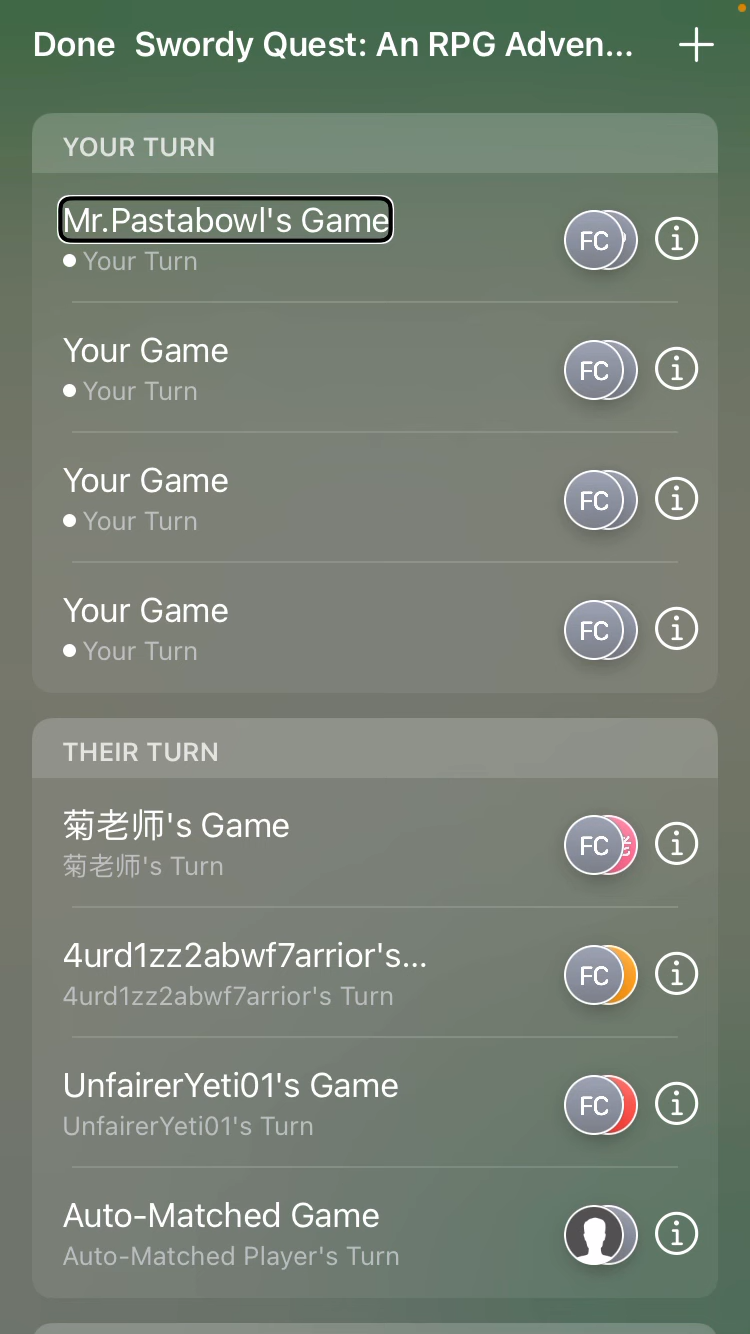 Done Swordy Quest: An RPG Adven...
YOUR TURN
Mr.Pastabowl's Game
FC
Your Turn
Your Game
FC
Your Turn
Your Game
FC
Your Turn
Your Game
FC
Your Turn
THEIR TURN
菊老师's Game
FC
菊老师's Turn
4urd1zz2abwf7arrior's...
FC
4urd1zz2abwf7arrior's Turn
UnfairerYeti01's Game
FC
UnfairerYeti01's Turn
Auto-Matched Game
Auto-Matched Player's Turn